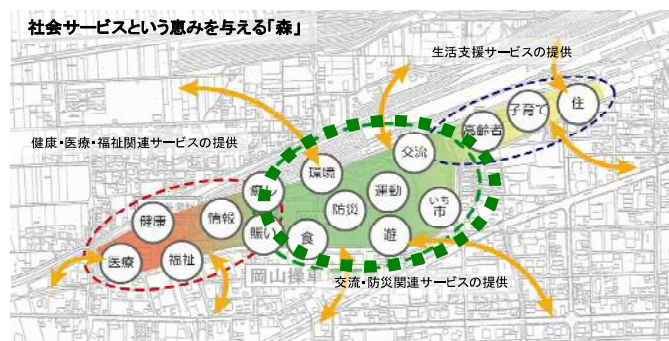 社会サービスという恵みを与える「森」
生活支援サービスの提供
住
子育て
高齢者
健康・医療・福祉関連サービスの提供
交流
環境
癒し
運動
いち
市
防災
情報
健康
賑い
食
遊
医療
福祉
岡山操車
交流・防災関連サービスの提供